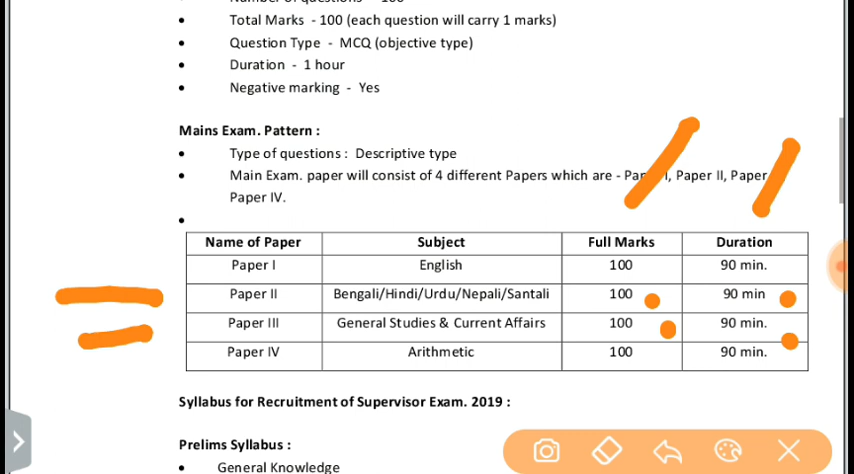 Total Marks - 100 (each question will carry 1 marks)
Question Type - MCQ (objective type)
Duration - 1 hour
Negative marking - Yes
Mains Exam. Pattern :
Type of questions : Descriptive type
Main Exam. paper will consist of 4 different Papers which are - I, Paper II, Paper
Paper IV.
Name of Paper Subject Full Marks Duration
Paper I English 100 90 min.
Paper II Bengali/Hindi/Urdu/Nepali/Santali 100 90 min
Paper III General Studies & Current Affairs 100 90 min.
Paper IV Arithmetic 100 90 min.
Syllabus for Recruitment of Supervisor Exam. 2019 :
Prelims Syllabus :
General Knowledge